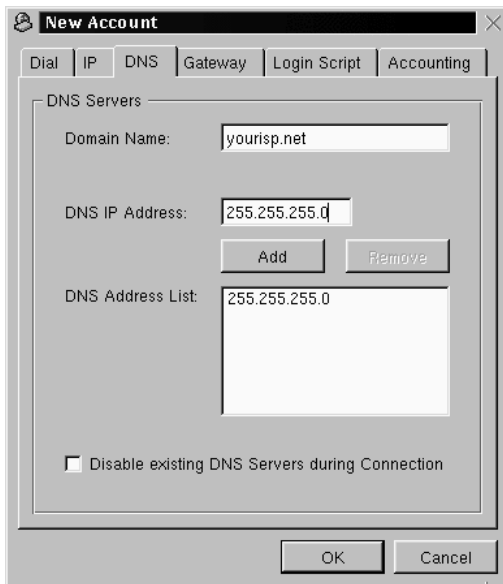 New Account
Dial IP DNS Gateway Login Script Accounting
DNS Servers
Domain Name: yourisp.net
DNS IP Address: 255.255.255.0
Add Remove
DNS Address List: 255.255.255.0
Disable existing DNS Servers during Connection
OK Cancel